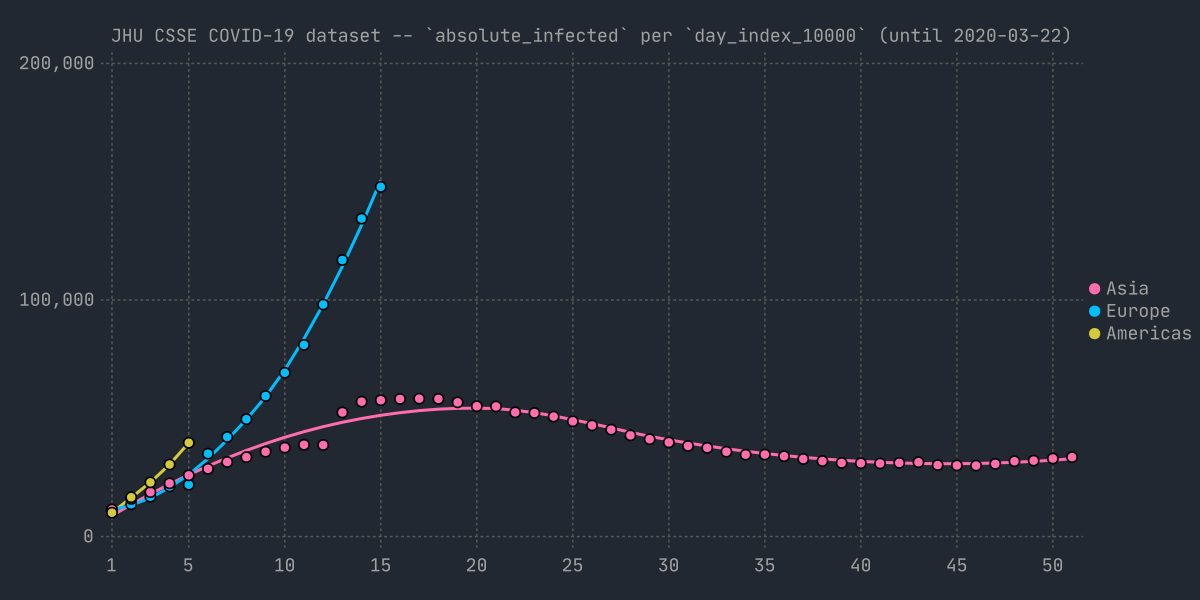 JHU CSSE COVID-19 dataset -- `absolute_infected` per `day_index_10000` (until 2020-03-22)
200,000
100,000
0
1 5 10 15 20 25 30 35 40 45 50
Asia
Europe
Americas